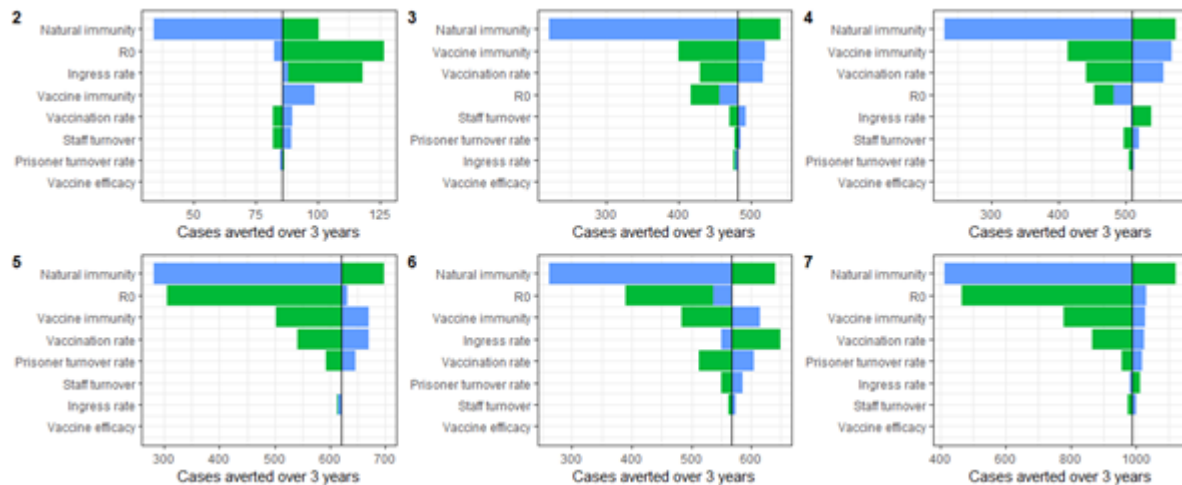 2
Natural immunity
R0
Ingress rate
Vaccine immunity
Vaccination rate
Staff turnover
Prisoner turnover rate
Vaccine efficacy
50 75 100 125
Cases averted over 3 years
3
Natural immunity
Vaccine immunity
Vaccination rate
R0
Staff turnover
Prisoner turnover rate
Ingress rate
Vaccine efficacy
300 400 500
Cases averted over 3 years
4
Natural immunity
Vaccine immunity
Vaccination rate
R0
Ingress rate
Staff turnover
Prisoner turnover rate
Vaccine efficacy
300 400 500
Cases averted over 3 years
5
Natural immunity
R0
Vaccine immunity
Vaccination rate
Prisoner turnover rate
Staff turnover
Ingress rate
Vaccine efficacy
300 400 500 600 700
Cases averted over 3 years
6
Natural immunity
R0
Vaccine immunity
Ingress rate
Vaccination rate
Prisoner turnover rate
Staff turnover
Vaccine efficacy
300 400 500 600
Cases averted over 3 years
7
Natural immunity
R0
Vaccine immunity
Vaccination rate
Prisoner turnover rate
Ingress rate
Staff turnover
Vaccine efficacy
400 600 800 1000
Cases averted over 3 years